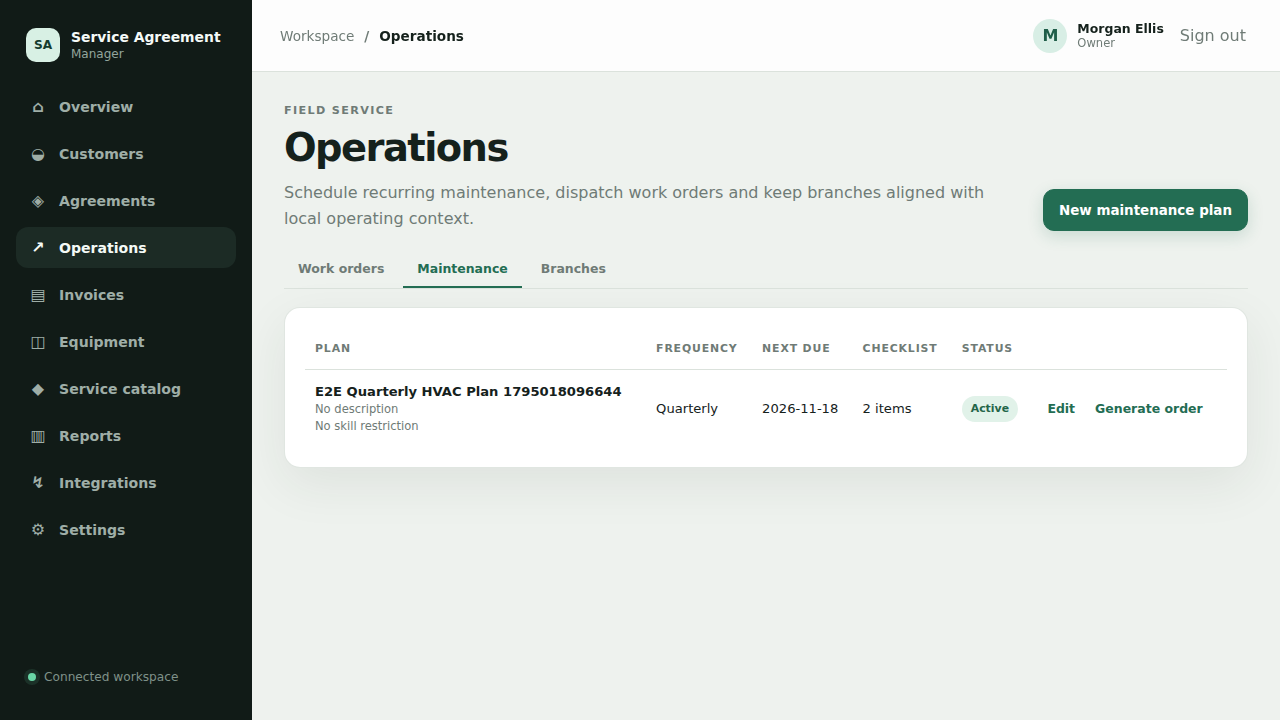 SA
Service Agreement
Manager
Overview
Customers
Agreements
Operations
Invoices
Equipment
Service catalog
Reports
Integrations
Settings
Connected workspace
Workspace / Operations
M
Morgan Ellis
Owner
Sign out
FIELD SERVICE
Operations
Schedule recurring maintenance, dispatch work orders and keep branches aligned with
local operating context.
New maintenance plan
Work orders Maintenance Branches
PLAN FREQUENCY NEXT DUE CHECKLIST STATUS
E2E Quarterly HVAC Plan 1795018096644
No description
No skill restriction
Quarterly 2026-11-18 2 items Active Edit Generate order